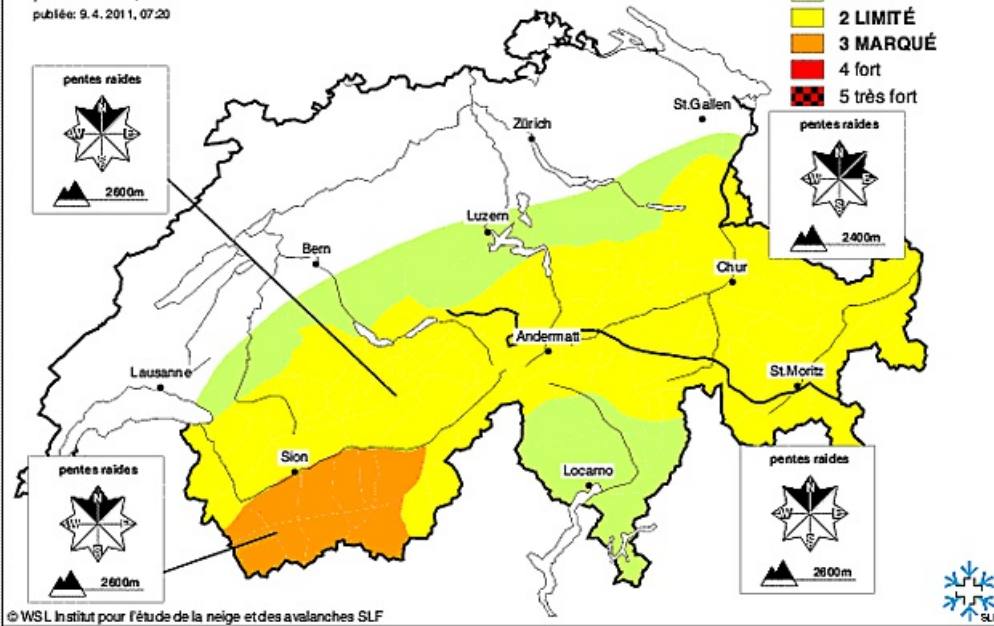 publiée: 9. 4. 2011, 07:20
2 LIMITÉ
3 MARQUÉ
4 fort
5 très fort
pentes raides
N
W
E
S
2600m
pentes raides
N
W
E
S
2400m
St.Gallen
Zürich
Luzern
Bern
Chur
Andermatt
Lausanne
St.Moritz
Sion
Locarno
pentes raides
N
W
E
S
2600m
pentes raides
N
W
E
S
2600m
© WSL Institut pour l'étude de la neige et des avalanches SLF
SLF